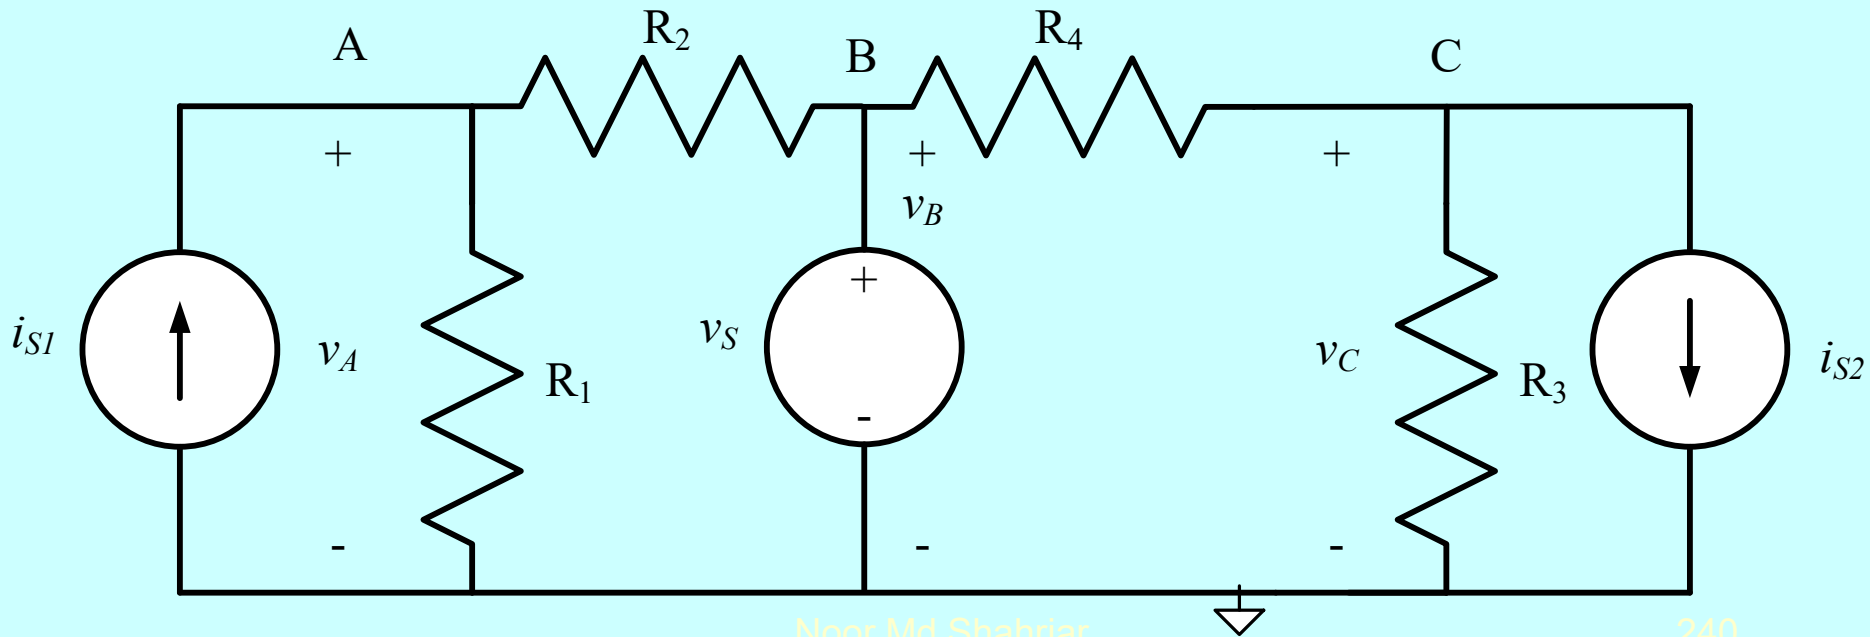 A
R2
B
R4
C
+
+
+
vB
+
iS1
vA
R1
vS
vC
R3
iS2
-
-
-
-
Noor Md Shahriar
240